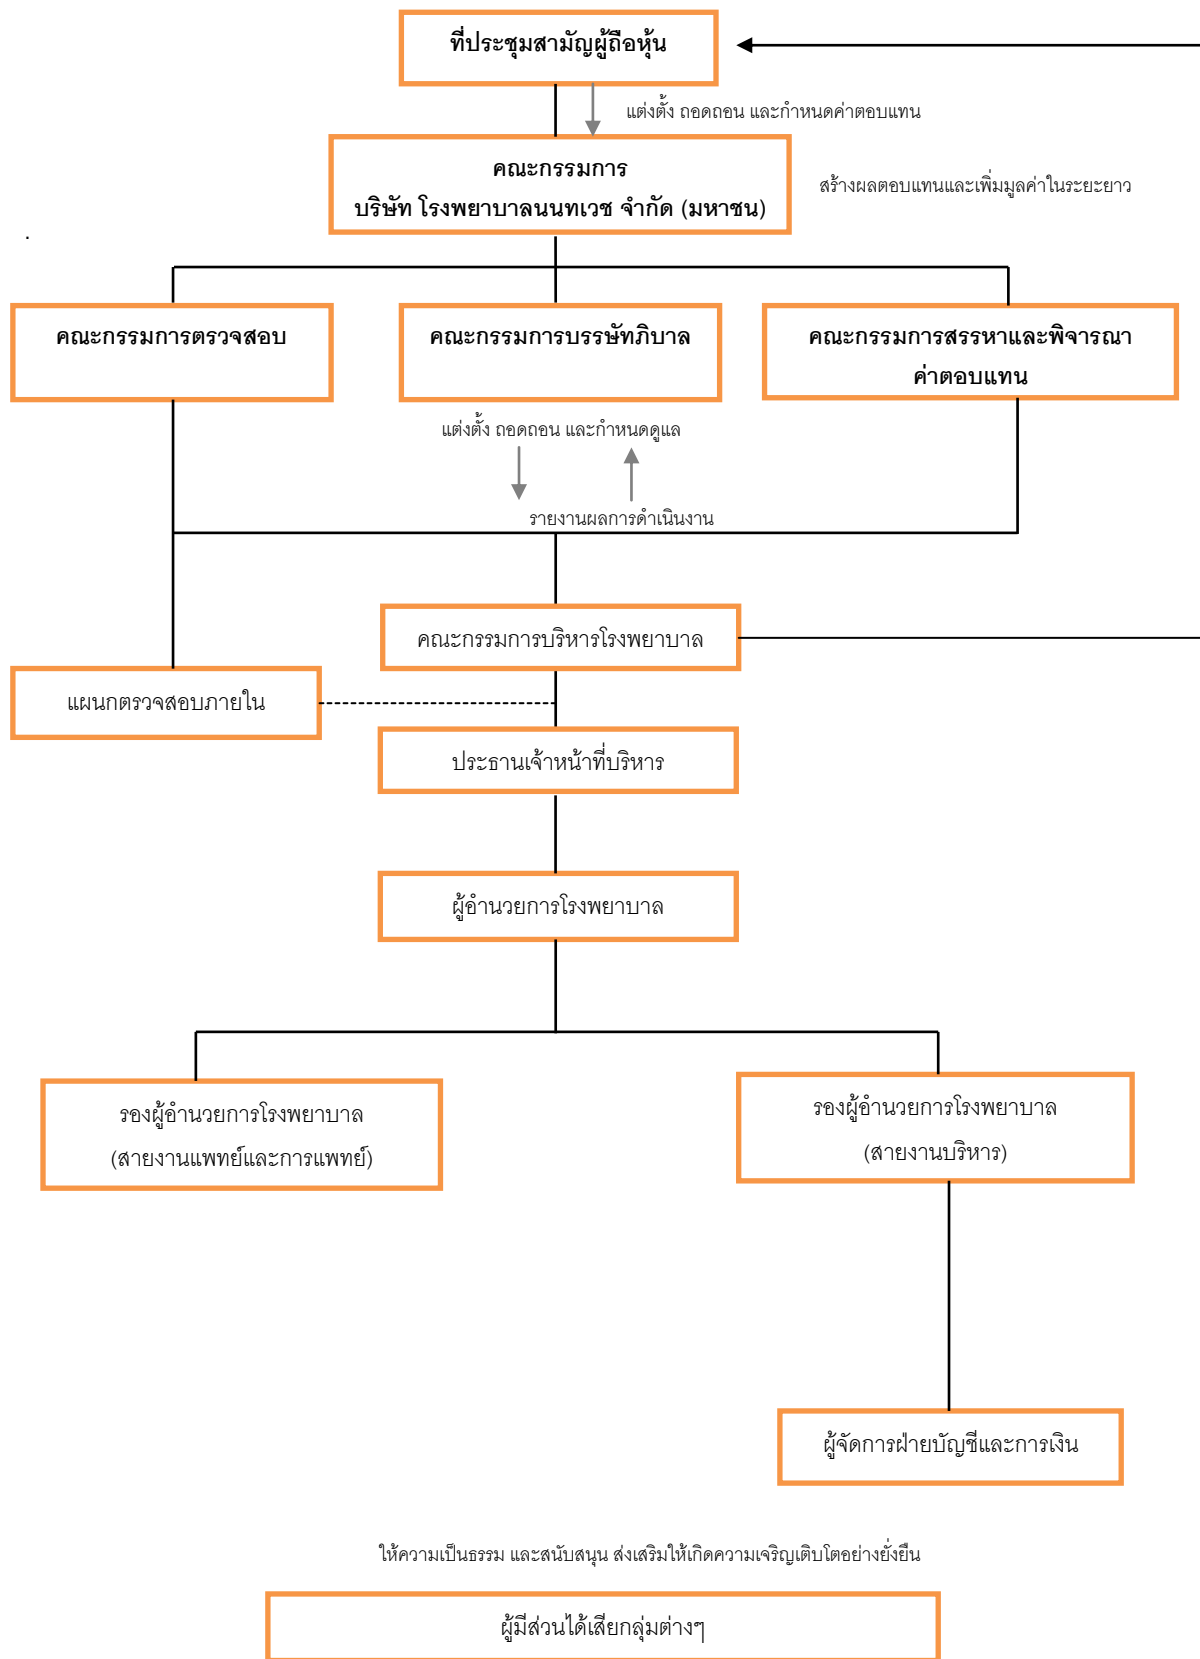 ที่ประชุมสามัญผู้ถือหุ้น
แต่งตั้ง ถอดถอน และกำหนดค่าตอบแทน
คณะกรรมการ
บริษัท โรงพยาบาลนนทเวช จำกัด (มหาชน)
สร้างผลตอบแทนและเพิ่มมูลค่าในระยะยาว
.
คณะกรรมการตรวจสอบ
คณะกรรมการบรรษัทภิบาล
คณะกรรมการสรรหาและพิจารณา
ค่าตอบแทน
แต่งตั้ง ถอดถอน และกำหนดดูแล
รายงานผลการดำเนินงาน
คณะกรรมการบริหารโรงพยาบาล
แผนกตรวจสอบภายใน
ประธานเจ้าหน้าที่บริหาร
ผู้อำนวยการโรงพยาบาล
รองผู้อำนวยการโรงพยาบาล
(สายงานแพทย์และการแพทย์)
รองผู้อำนวยการโรงพยาบาล
(สายงานบริหาร)
ผู้จัดการฝ่ายบัญชีและการเงิน
ให้ความเป็นธรรม และสนับสนุน ส่งเสริมให้เกิดความเจริญเติบโตอย่างยั่งยืน
ผู้มีส่วนได้เสียกลุ่มต่างๆ